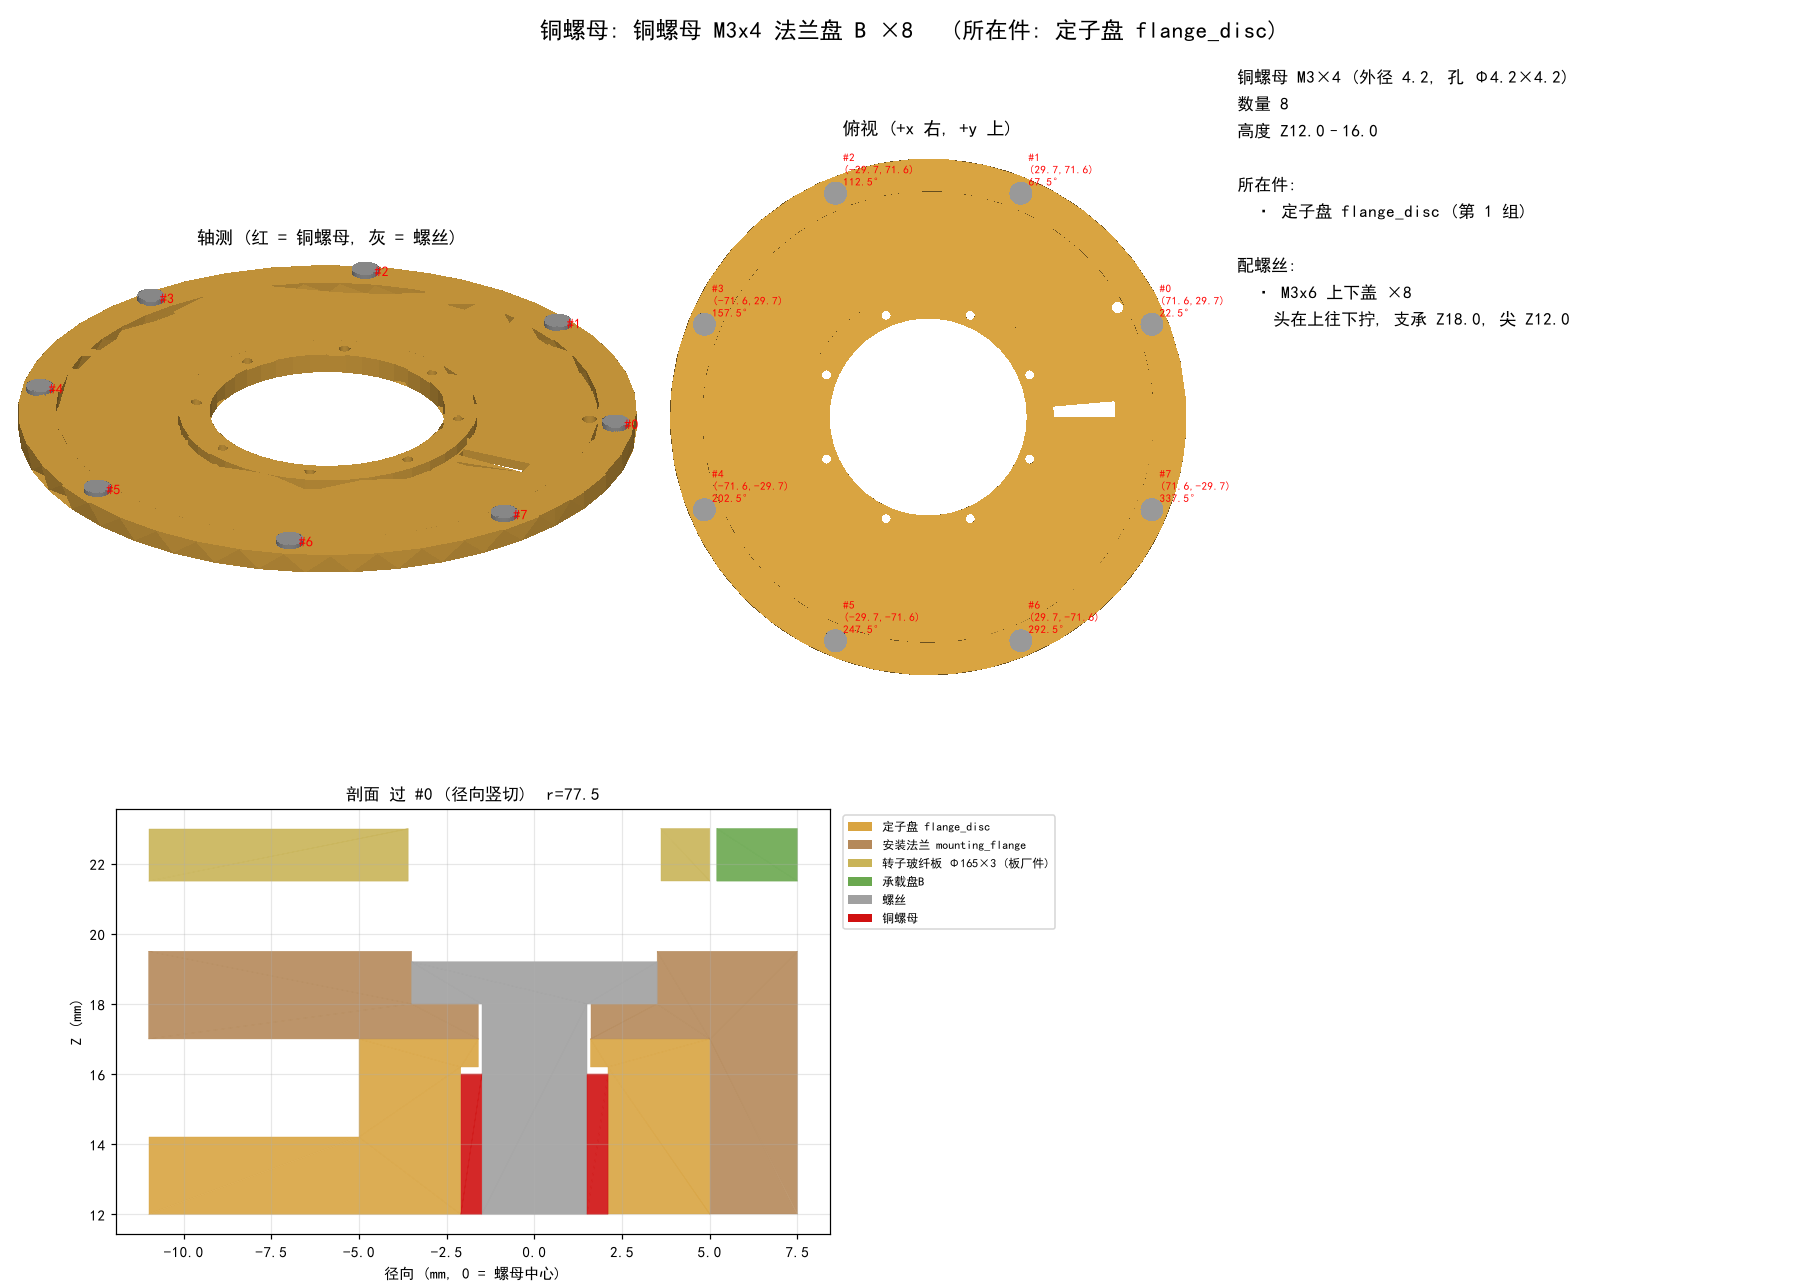 铜螺母: 铜螺母 M3x4 法兰盘 B ×8 (所在件: 定子盘 flange_disc)
铜螺母 M3×4 (外径 4.2, 孔 Φ4.2×4.2)
数量 8
高度 Z12.0–16.0
所在件:
· 定子盘 flange_disc (第 1 组)
配螺丝:
· M3x6 上下盖 ×8
头在上往下拧, 支承 Z18.0, 尖 Z12.0
轴测 (红 = 铜螺母, 灰 = 螺丝)
#2
#3
#1
#4
#0
#5
#7
#6
俯视 (+x 右, +y 上)
#2
(-29.7,71.6)
112.5°
#1
(29.7,71.6)
67.5°
#3
(-71.6,29.7)
157.5°
#0
(71.6,29.7)
22.5°
#4
(-71.6,-29.7)
202.5°
#7
(71.6,-29.7)
337.5°
#5
(-29.7,-71.6)
247.5°
#6
(29.7,-71.6)
292.5°
剖面 过 #0 (径向竖切) r=77.5
Z (mm)
22
20
18
16
14
12
-10.0
-7.5
-5.0
-2.5
0.0
2.5
5.0
7.5
径向 (mm, 0 = 螺母中心)
定子盘 flange_disc
安装法兰 mounting_flange
转子玻纤板 Φ165×3 (板厂件)
承载盘B
螺丝
铜螺母